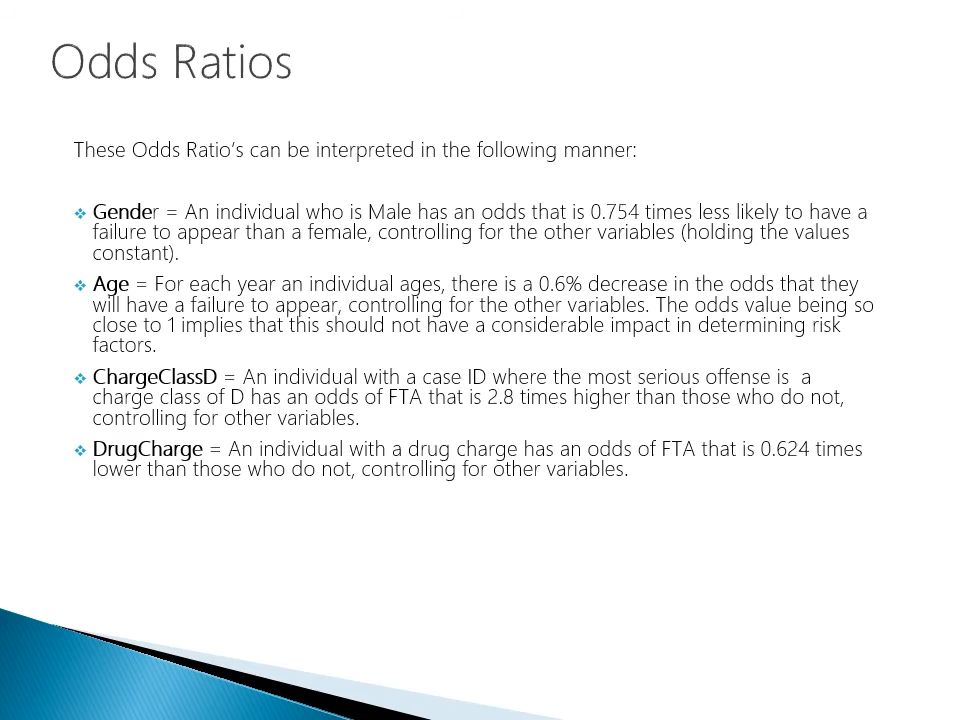 Odds Ratios
These Odds Ratio's can be interpreted in the following manner:
❖ Gender = An individual who is Male has an odds that is 0.754 times less likely to have a
failure to appear than a female, controlling for the other variables (holding the values
constant).
❖ Age = For each year an individual ages, there is a 0.6% decrease in the odds that they
will have a failure to appear, controlling for the other variables. The odds value being so
close to 1 implies that this should not have a considerable impact in determining risk
factors.
❖ ChargeClassD = An individual with a case ID where the most serious offense is  a
charge class of D has an odds of FTA that is 2.8 times higher than those who do not,
controlling for other variables.
❖ DrugCharge = An individual with a drug charge has an odds of FTA that is 0.624 times
lower than those who do not, controlling for other variables.